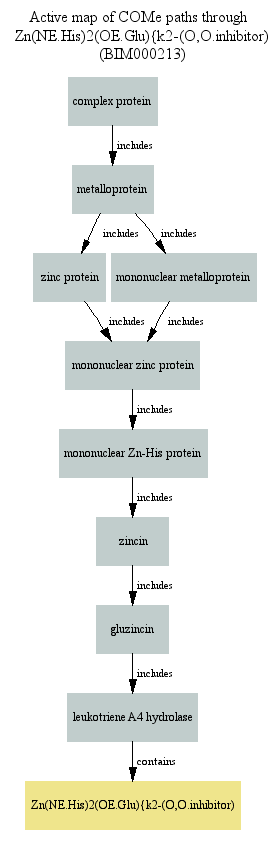 Active map of COMe paths through
Zn(NE.His)2(OE.Glu){k2-(O,O.inhibitor)
(BIM000213)
complex protein
includes
metalloprotein
includes includes
zinc protein mononuclear metalloprotein
includes includes
mononuclear zinc protein
includes
mononuclear Zn-His protein
includes
zincin
includes
gluzincin
includes
leukotriene A4 hydrolase
contains
Zn(NE.His)2(OE.Glu){k2-(O,O.inhibitor)